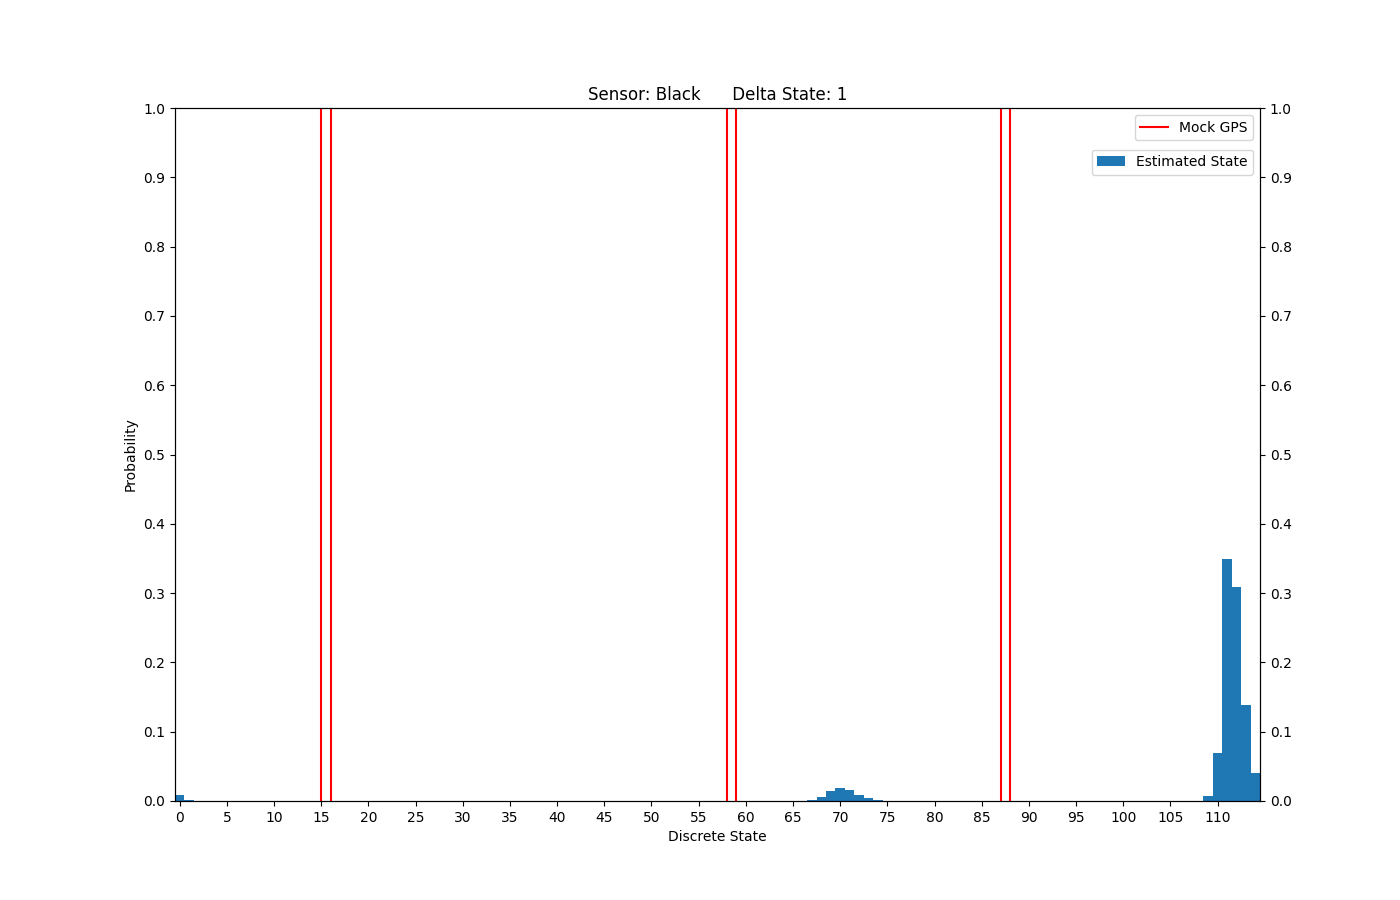 Sensor: Black Delta State: 1
1.0 1.0
Mock GPS
Estimated State
0.9 0.9
0.8 0.8
0.7 0.7
0.6 0.6
0.5 0.5
0.4 0.4
0.3 0.3
0.2 0.2
0.1 0.1
0.0 0.0
Probability
0 5 10 15 20 25 30 35 40 45 50 55 60 65 70 75 80 85 90 95 100 105 110
Discrete State